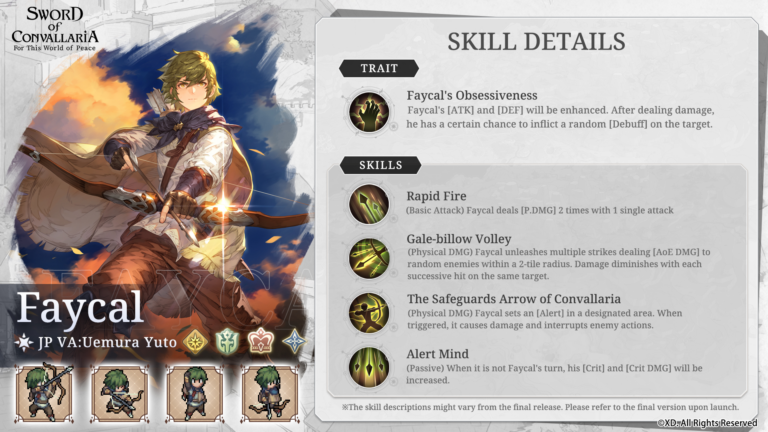 SWORD
of
CONVALLARIA
For This World of Peace
Faycal
JP VA:Uemura Yuto
SKILL DETAILS
TRAIT
Faycal's Obsessiveness
Faycal's [ATK] and [DEF] will be enhanced. After dealing damage,
he has a certain chance to inflict a random [Debuff] on the target.
SKILLS
Rapid Fire
(Basic Attack) Faycal deals [P.DMG] 2 times with 1 single attack
Gale-billow Volley
(Physical DMG) Faycal unleashes multiple strikes dealing [AoE DMG] to
random enemies within a 2-tile radius. Damage diminishes with each
successive hit on the same target.
The Safeguards Arrow of Convallaria
(Physical DMG) Faycal sets an [Alert] in a designated area. When
triggered, it causes damage and interrupts enemy actions.
Alert Mind
(Passive) When it is not Faycal's turn, his [Crit] and [Crit DMG] will be
increased.
※The skill descriptions might vary from the final release. Please refer to the final version upon launch.
©XD. All Rights Reserved